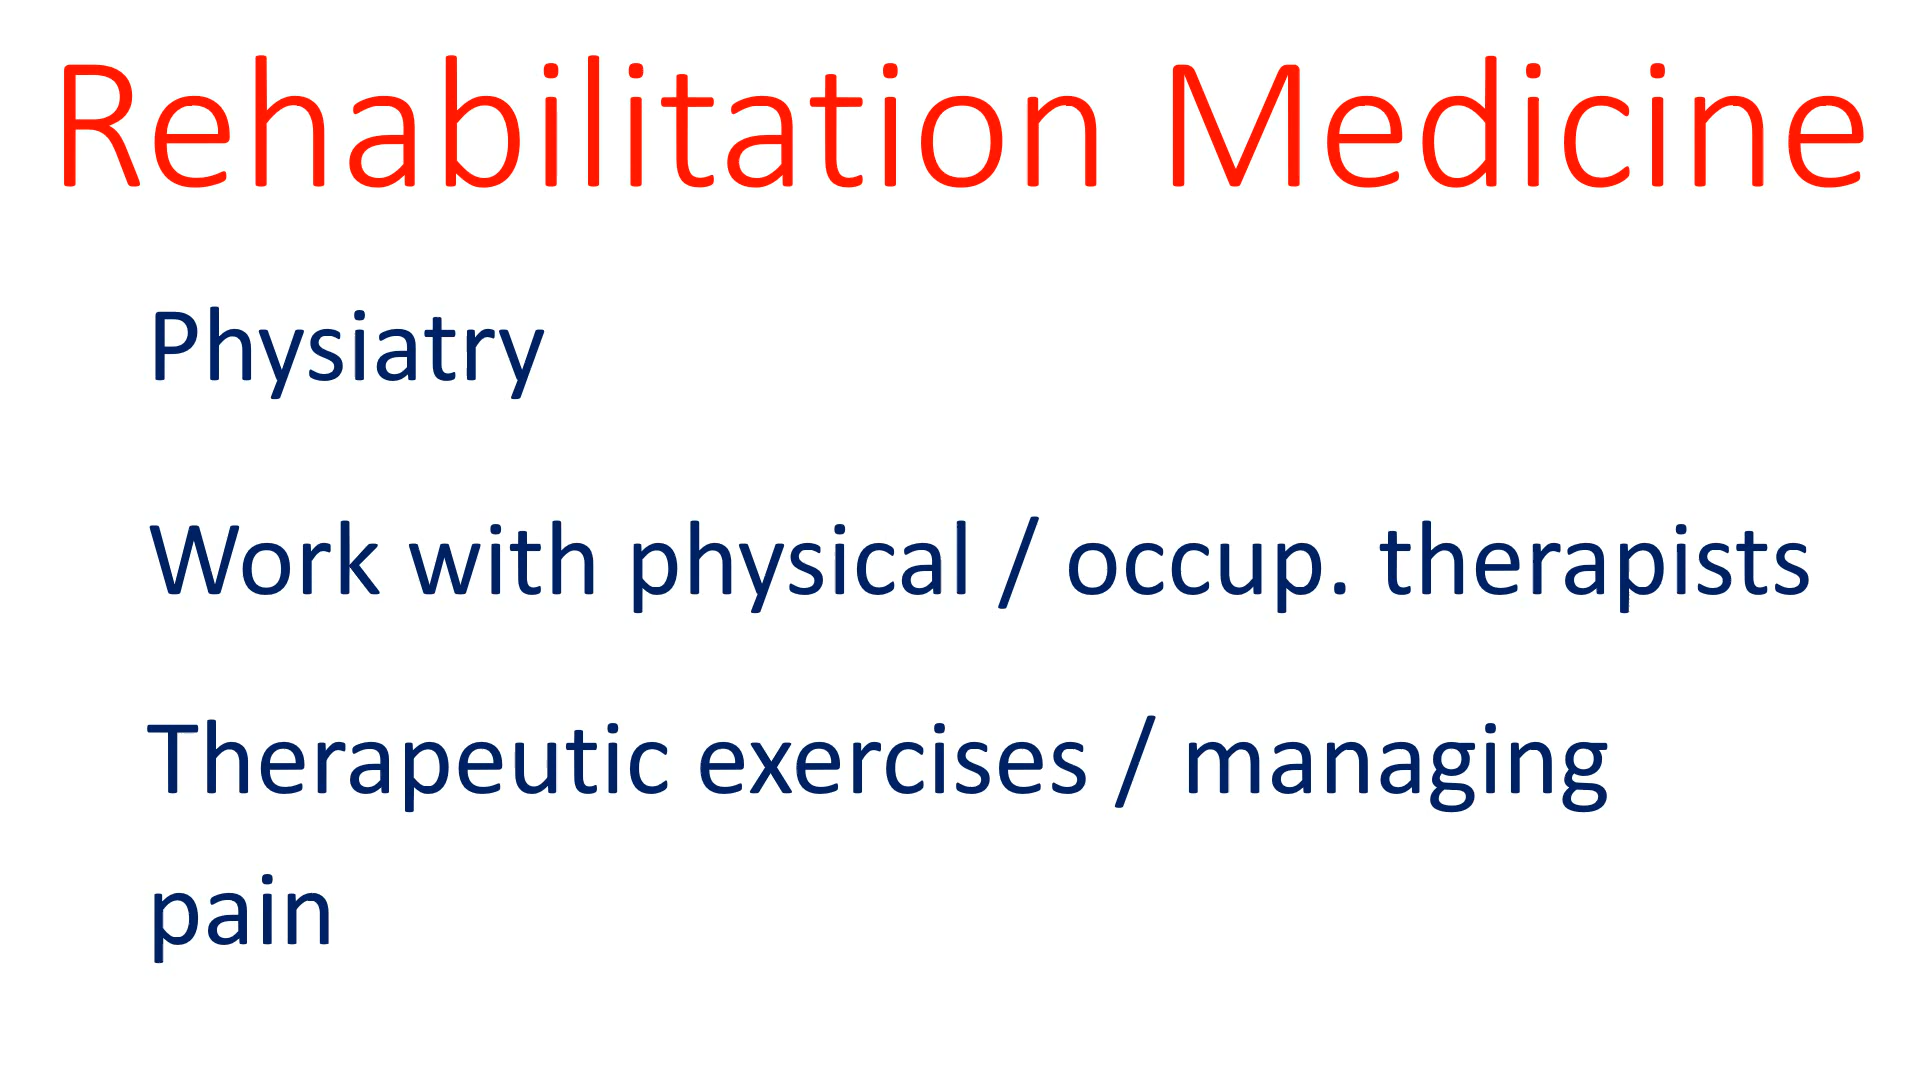 Rehabilitation Medicine
Physiatry
Work with physical / occup. therapists
Therapeutic exercises / managing
pain